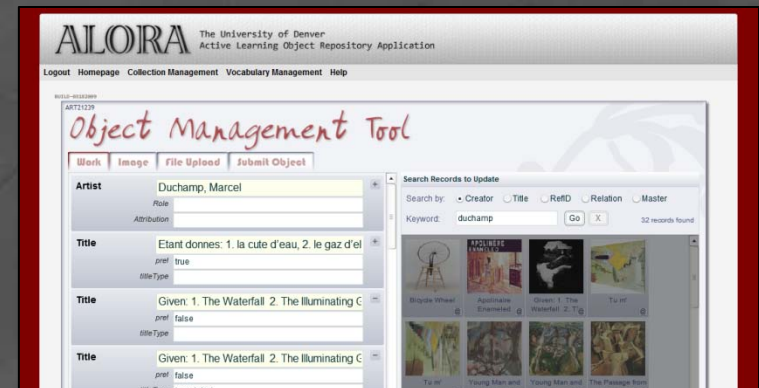 ALORA
The University of Denver
Active Learning Object Repository Application
Logout Homepage Collection Management Vocabulary Management Help
ART21239
Object Management Tool
Work Image File Upload Submit Object
Artist Duchamp, Marcel
Role
Attribution
Title Etant donnes: 1. la cute d'eau, 2. le gaz d'el
pref true
titleType
Title Given: 1. The Waterfall 2. The Illuminating G
pref false
titleType
Title Given: 1. The Waterfall 2. The Illuminating G
pref false
Search Records to Update
Search by: Creator Title RefID Relation Master
Keyword: duchamp Go X 32 records found
APOLINERE
ENAMELED
Bicycle Wheel Apolinaire Given: 1. The Tu m'
Enameled Waterfall 2. T
Tu m' Young Man and Young Man and The Passage from